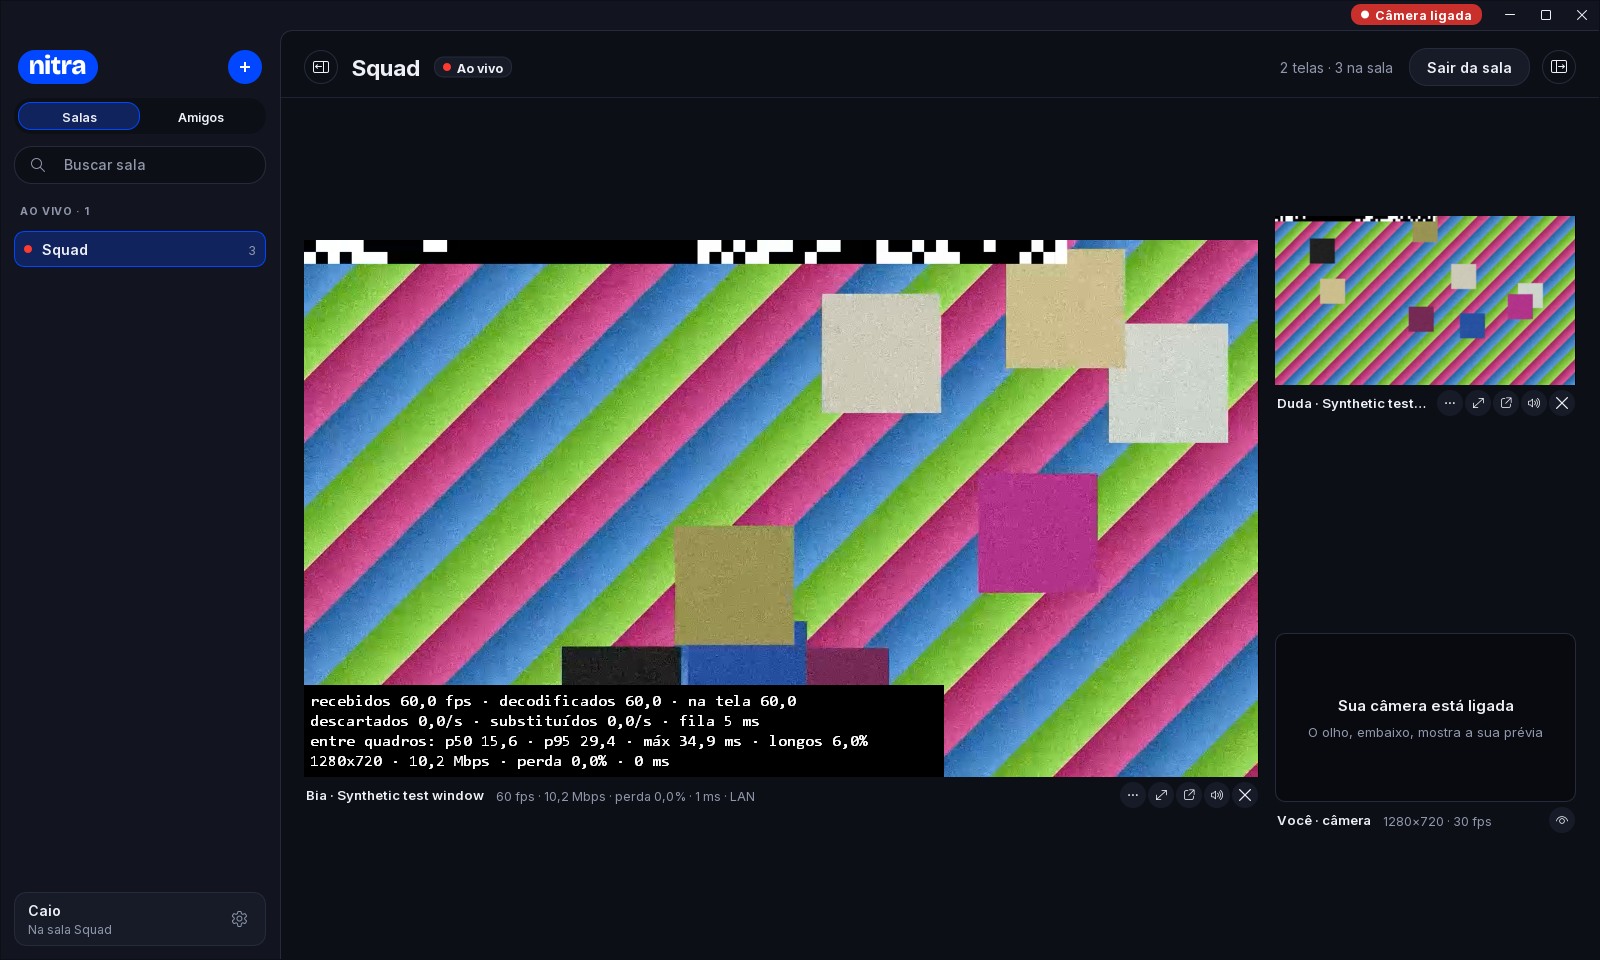 Câmera ligada
nitra
Salas
Amigos
Buscar sala
AO VIVO · 1
Squad
3
Caio
Na sala Squad
Squad
Ao vivo
2 telas · 3 na sala
Sair da sala
recebidos 60,0 fps · decodificados 60,0 · na tela 60,0
descartados 0,0/s · substituídos 0,0/s · fila 5 ms
entre quadros: p50 15,6 · p95 29,4 · máx 34,9 ms · longos 6,0%
1280x720 · 10,2 Mbps · perda 0,0% · 0 ms
Bia · Synthetic test window
60 fps · 10,2 Mbps · perda 0,0% · 1 ms · LAN
Duda · Synthetic test…
Sua câmera está ligada
O olho, embaixo, mostra a sua prévia
Você · câmera
1280×720 · 30 fps